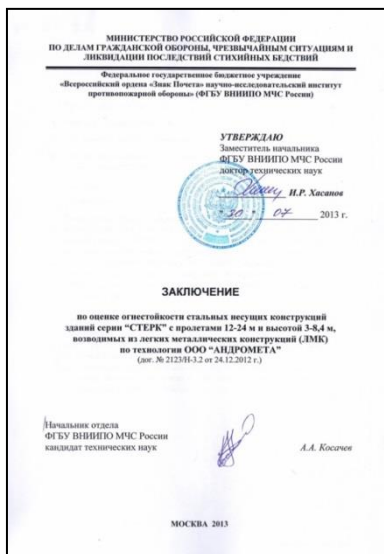 МИНИСТЕРСТВО РОССИЙСКОЙ ФЕДЕРАЦИИ
ПО ДЕЛАМ ГРАЖДАНСКОЙ ОБОРОНЫ, ЧРЕЗВЫЧАЙНЫМ СИТУАЦИЯМ И
ЛИКВИДАЦИИ ПОСЛЕДСТВИЙ СТИХИЙНЫХ БЕДСТВИЙ
Федеральное государственное бюджетное учреждение
«Всероссийский ордена «Знак Почета» научно-исследовательский институт
противопожарной обороны» (ФГБУ ВНИИПО МЧС России)
УТВЕРЖДАЮ
Заместитель начальника
ФГБУ ВНИИПО МЧС России
доктор технических наук
И.Р. Хасанов
"30" 07 2013 г.
ЗАКЛЮЧЕНИЕ
по оценке огнестойкости стальных несущих конструкций
зданий серии “СТЕРК” с пролетами 12-24 м и высотой 3-8,4 м,
возводимых из легких металлических конструкций (ЛМК)
по технологии ООО “АНДРОМЕТА”
(дог. № 2123/Н-3.2 от 24.12.2012 г.)
Начальник отдела
ФГБУ ВНИИПО МЧС России
кандидат технических наук
А.А. Косачев
МОСКВА 2013